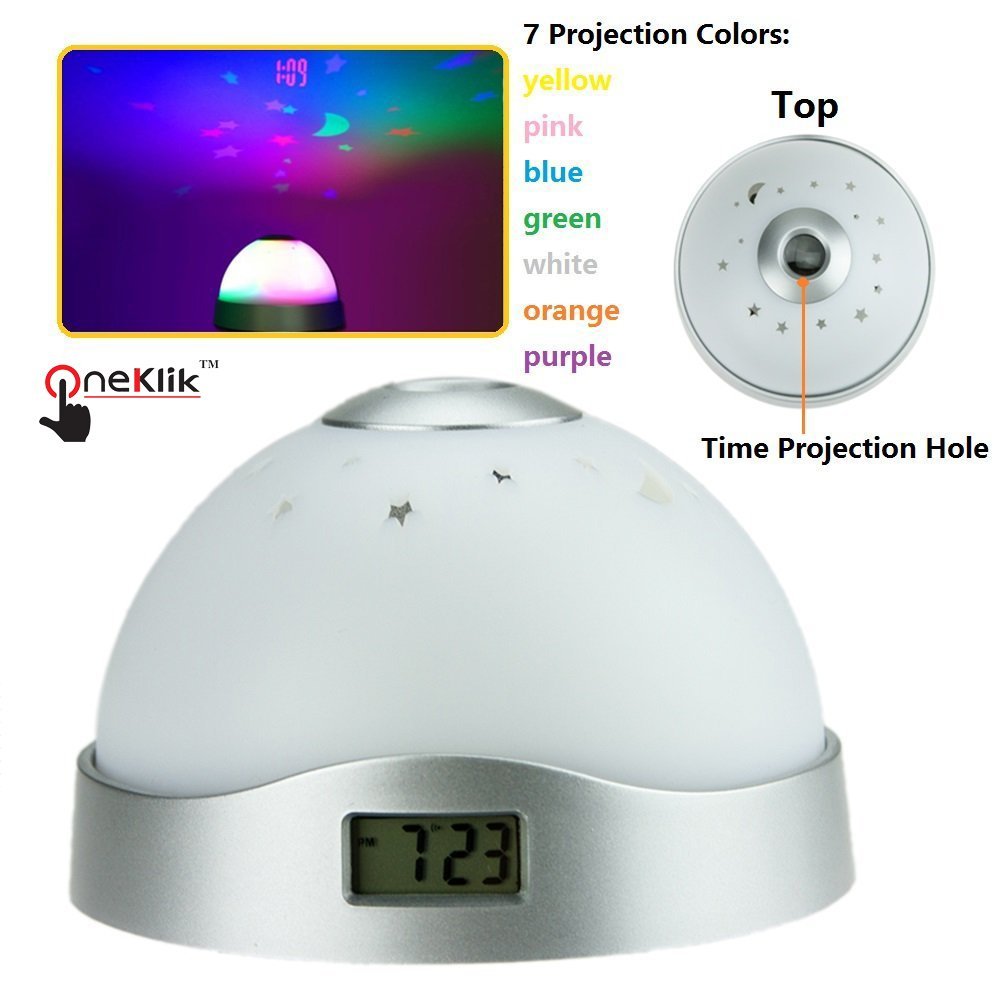 1:09
7 Projection Colors:
yellow
pink
blue
green
white
orange
purple
Top
Time Projection Hole
OneKlik™
PM 7:23